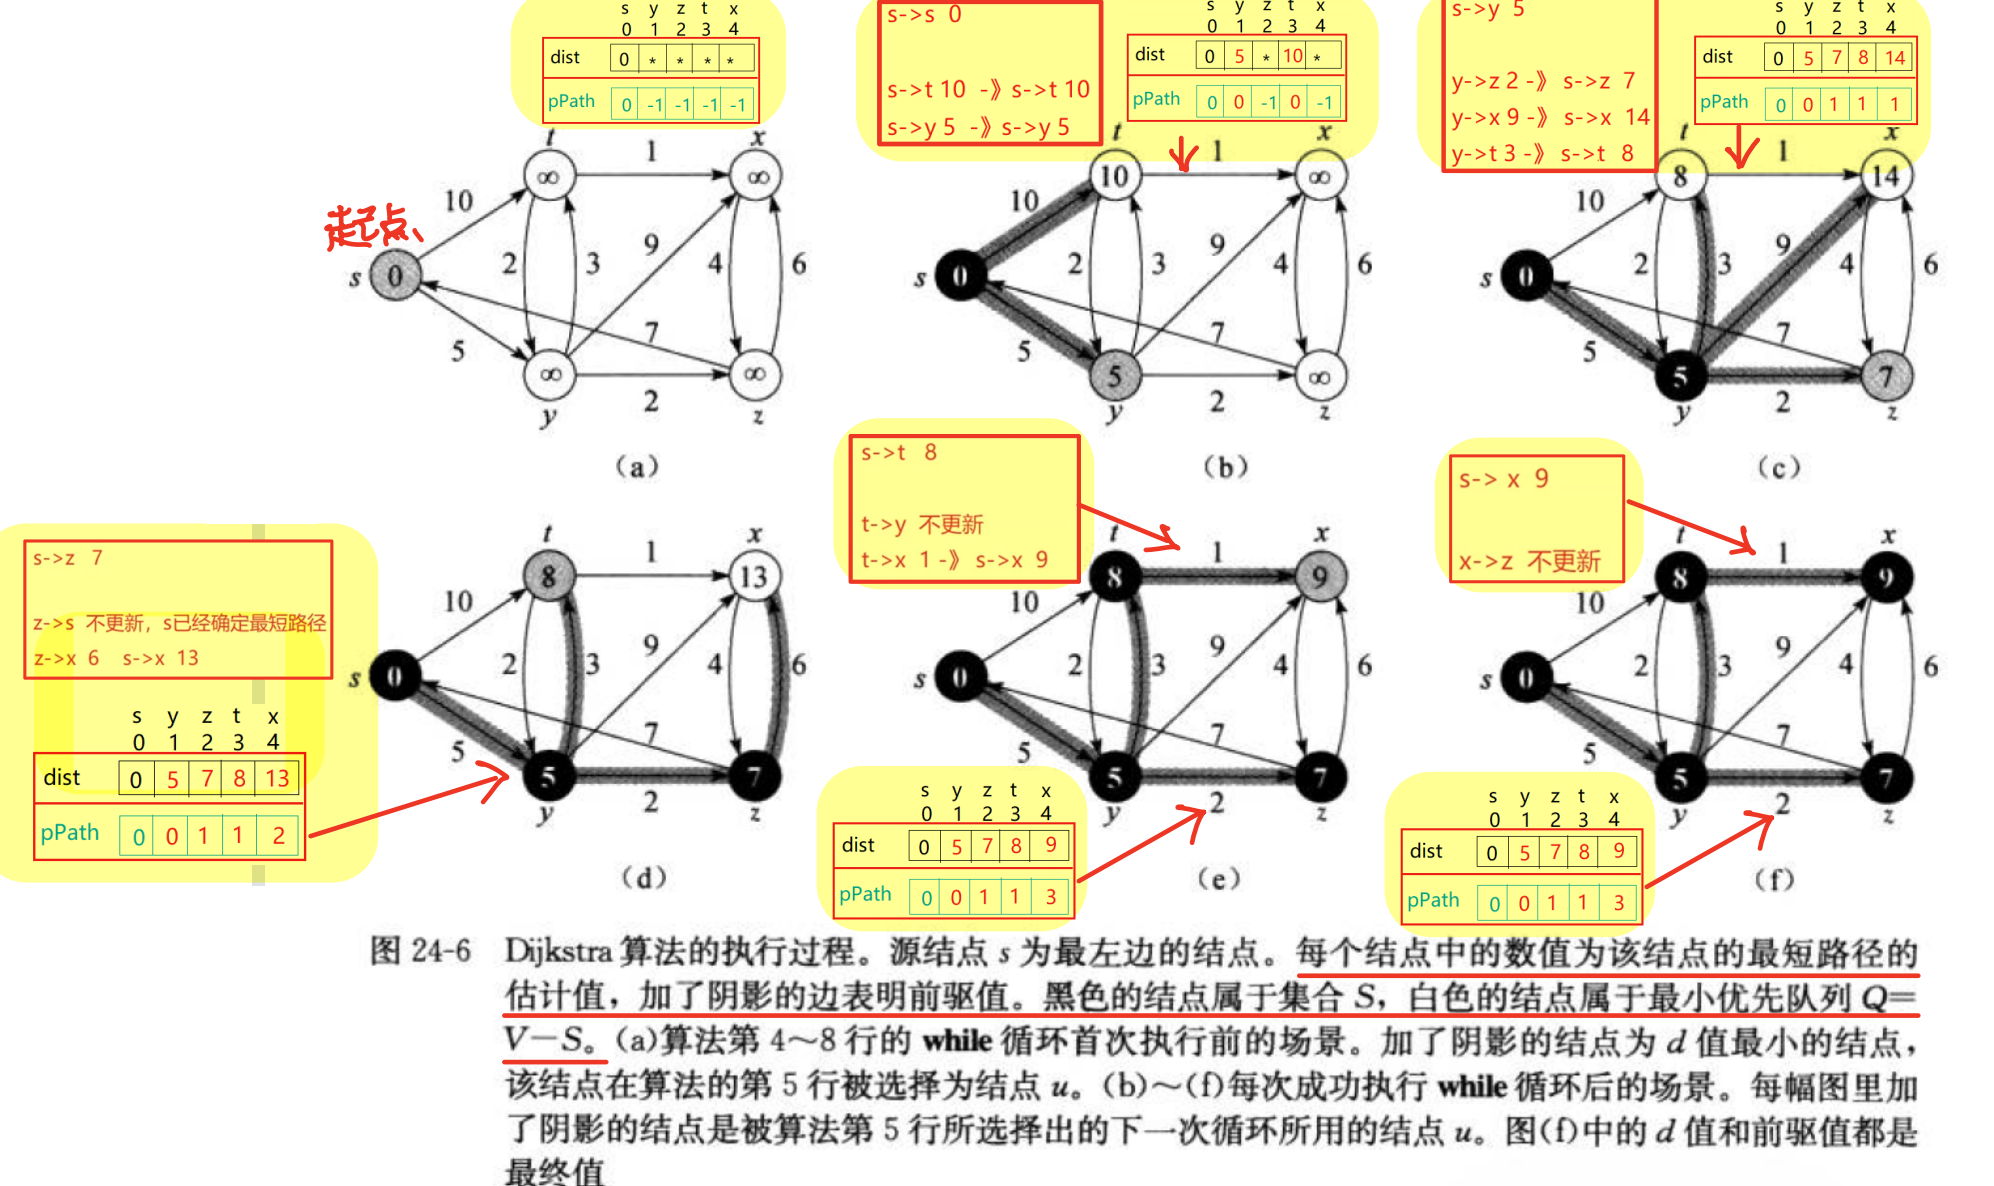 s y z t x
0 1 2 3 4
dist 0 * * * *
pPath 0 -1 -1 -1 -1
t x
∞ 1 ∞
10
起点
2 3 9 4 6
s 0
5 7
∞ 2 ∞
y z
(a)
s->s 0
s->t 10 -》 s->t 10
s->y 5 -》 s->y 5
s y z t x
0 1 2 3 4
dist 0 5 * 10 *
pPath 0 0 -1 0 -1
t x
10 1 ∞
10
2 3 9 4 6
s 0
5 7
5 2 ∞
y z
(b)
s->y 5
y->z 2 -》 s->z 7
y->x 9 -》 s->x 14
y->t 3 -》 s->t 8
s y z t x
0 1 2 3 4
dist 0 5 7 8 14
pPath 0 0 1 1 1
t x
8 1 14
10
2 3 9 4 6
s 0
5 7
5 2 7
y z
(c)
s->z 7
z->s 不更新，s已经确定最短路径
z->x 6 s->x 13
s y z t x
0 1 2 3 4
dist 0 5 7 8 13
pPath 0 0 1 1 2
t x
8 1 13
10
2 3 9 4 6
s 0
5 7
5 2 7
y z
(d)
s->t 8
t->y 不更新
t->x 1 -》 s->x 9
t x
8 1 9
10
2 3 9 4 6
s 0
5 7
5 2 7
y z
s y z t x
0 1 2 3 4
dist 0 5 7 8 9
pPath 0 0 1 1 3
(e)
s-> x 9
x->z 不更新
t x
8 1 9
10
2 3 9 4 6
s 0
5 7
5 2 7
y z
s y z t x
0 1 2 3 4
dist 0 5 7 8 9
pPath 0 0 1 1 3
(f)
图 24-6 Dijkstra 算法的执行过程。源结点 s 为最左边的结点。每个结点中的数值为该结点的最短路径的
估计值，加了阴影的边表明前驱值。黑色的结点属于集合 S，白色的结点属于最小优先队列 Q=
V－S。(a)算法第 4～8 行的 while 循环首次执行前的场景。加了阴影的结点为 d 值最小的结点，
该结点在算法的第 5 行被选择为结点 u。(b)～(f)每次成功执行 while 循环后的场景。每幅图里加
了阴影的结点是被算法第 5 行所选择出的下一次循环所用的结点 u。图(f)中的 d 值和前驱值都是
最终值